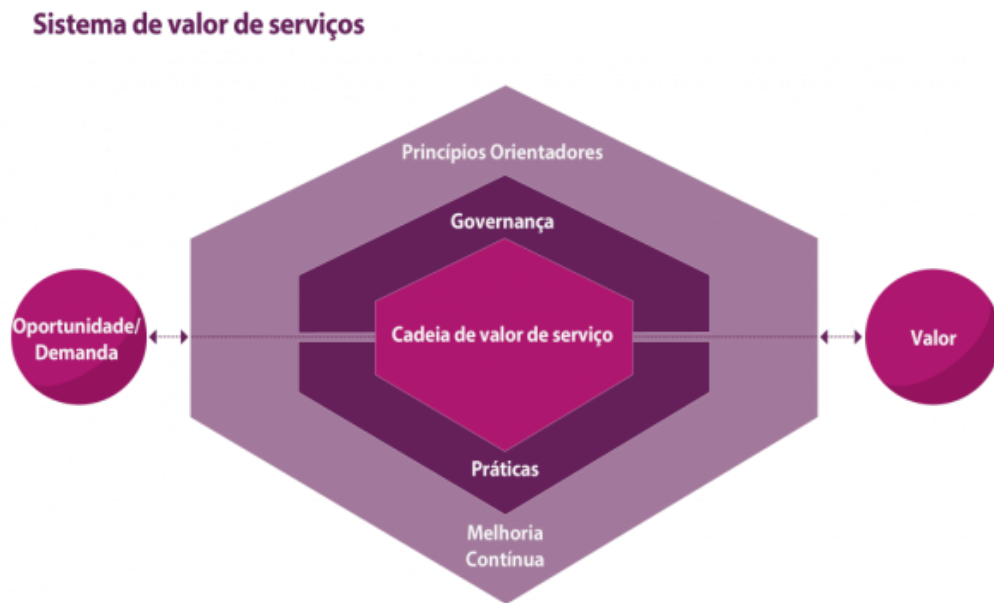 Sistema de valor de serviços
Princípios Orientadores
Governança
Oportunidade/
Demanda
Cadeia de valor de serviço
Valor
Práticas
Melhoria
Contínua